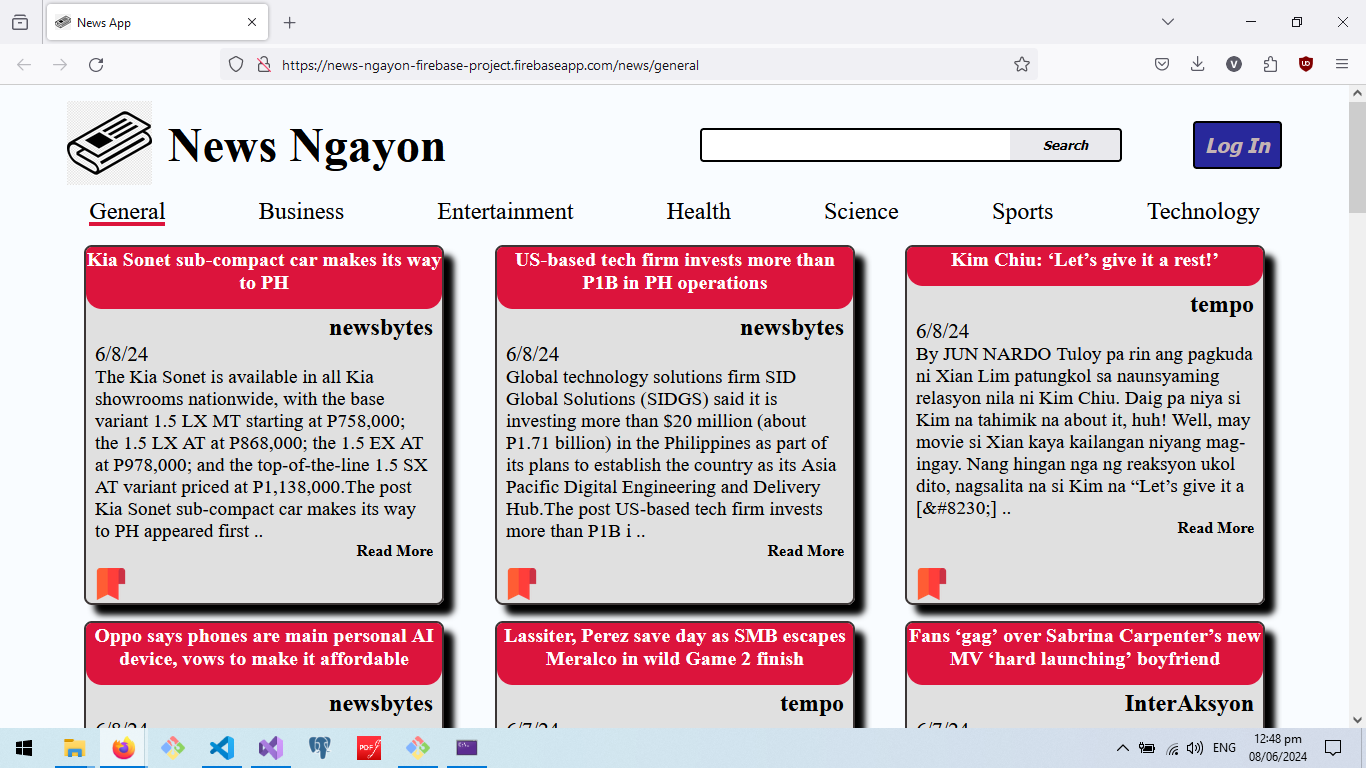 News App
https://news-ngayon-firebase-project.firebaseapp.com/news/general
News Ngayon
Search
Log In
General
Business
Entertainment
Health
Science
Sports
Technology
Kia Sonet sub-compact car makes its way
to PH
newsbytes
6/8/24
The Kia Sonet is available in all Kia
showrooms nationwide, with the base
variant 1.5 LX MT starting at P758,000;
the 1.5 LX AT at P868,000; the 1.5 EX AT
at P978,000; and the top-of-the-line 1.5 SX
AT variant priced at P1,138,000.The post
Kia Sonet sub-compact car makes its way
to PH appeared first ..
Read More
US-based tech firm invests more than
P1B in PH operations
newsbytes
6/8/24
Global technology solutions firm SID
Global Solutions (SIDGS) said it is
investing more than $20 million (about
P1.71 billion) in the Philippines as part of
its plans to establish the country as its Asia
Pacific Digital Engineering and Delivery
Hub.The post US-based tech firm invests
more than P1B i ..
Read More
Kim Chiu: ‘Let’s give it a rest!’
tempo
6/8/24
By JUN NARDO Tuloy pa rin ang pagkuda
ni Xian Lim patungkol sa naunsyaming
relasyon nila ni Kim Chiu. Daig pa niya si
Kim na tahimik na about it, huh! Well, may
movie si Xian kaya kailangan niyang mag-
ingay. Nang hingan nga ng reaksyon ukol
dito, nagsalita na si Kim na “Let’s give it a
[&#8230;] ..
Read More
Oppo says phones are main personal AI
device, vows to make it affordable
newsbytes
6/8/24
Lassiter, Perez save day as SMB escapes
Meralco in wild Game 2 finish
tempo
6/7/24
Fans ‘gag’ over Sabrina Carpenter’s new
MV ‘hard launching’ boyfriend
InterAksyon
6/7/24
PDF
ENG
12:48 pm
08/06/2024